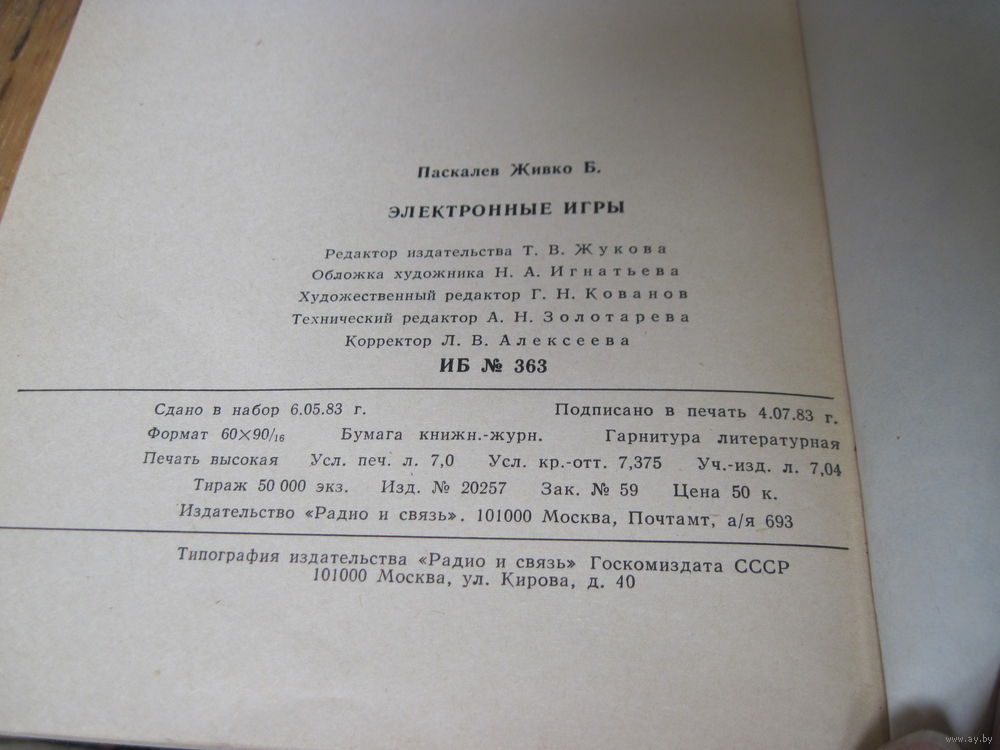 Паскалев Живко Б.
ЭЛЕКТРОННЫЕ ИГРЫ
Редактор издательства Т. В. Жукова
Обложка художника Н. А. Игнатьева
Художественный редактор Г. Н. Кованов
Технический редактор А. Н. Золотарева
Корректор Л. В. Алексеева
ИБ № 363
Сдано в набор 6.05.83 г. Подписано в печать 4.07.83 г.
Формат 60×90/16 Бумага книжн.-журн. Гарнитура литературная
Печать высокая Усл. печ. л. 7,0 Усл. кр.-отт. 7,375 Уч.-изд. л. 7,04
Тираж 50 000 экз. Изд. № 20257 Зак. № 59 Цена 50 к.
Издательство «Радио и связь». 101000 Москва, Почтамт, а/я 693
Типография издательства «Радио и связь» Госкомиздата СССР
101000 Москва, ул. Кирова, д. 40
www.ay.by